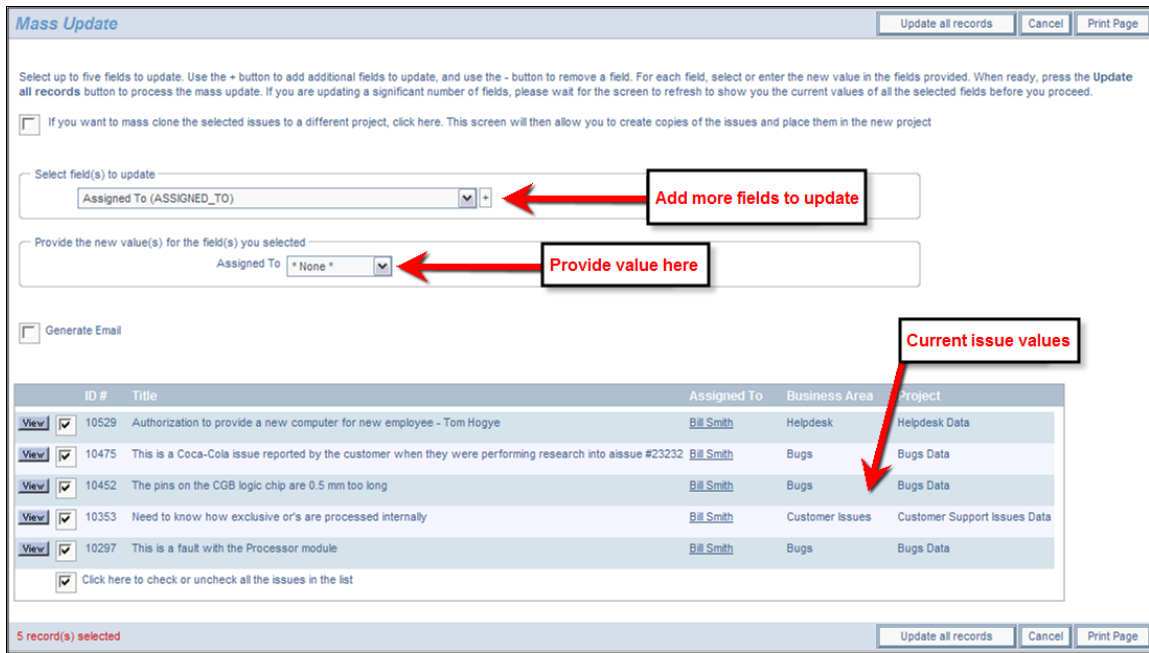 Mass Update
Update all records Cancel Print Page
Select up to five fields to update. Use the + button to add additional fields to update, and use the - button to remove a field. For each field, select or enter the new value in the fields provided. When ready, press the Update
all records button to process the mass update. If you are updating a significant number of fields, please wait for the screen to refresh to show you the current values of all the selected fields before you proceed.
If you want to mass clone the selected issues to a different project, click here. This screen will then allow you to create copies of the issues and place them in the new project
Select field(s) to update
Assigned To (ASSIGNED_TO) +
Add more fields to update
Provide the new value(s) for the field(s) you selected
Assigned To * None *
Provide value here
Generate Email
Current issue values
ID # Title Assigned To Business Area Project
View 10529 Authorization to provide a new computer for new employee - Tom Hogye Bill Smith Helpdesk Helpdesk Data
View 10475 This is a Coca-Cola issue reported by the customer when they were performing research into aissue #23232 Bill Smith Bugs Bugs Data
View 10452 The pins on the CGB logic chip are 0.5 mm too long Bill Smith Bugs Bugs Data
View 10353 Need to know how exclusive or's are processed internally Bill Smith Customer Issues Customer Support Issues Data
View 10297 This is a fault with the Processor module Bill Smith Bugs Bugs Data
Click here to check or uncheck all the issues in the list
5 record(s) selected
Update all records Cancel Print Page